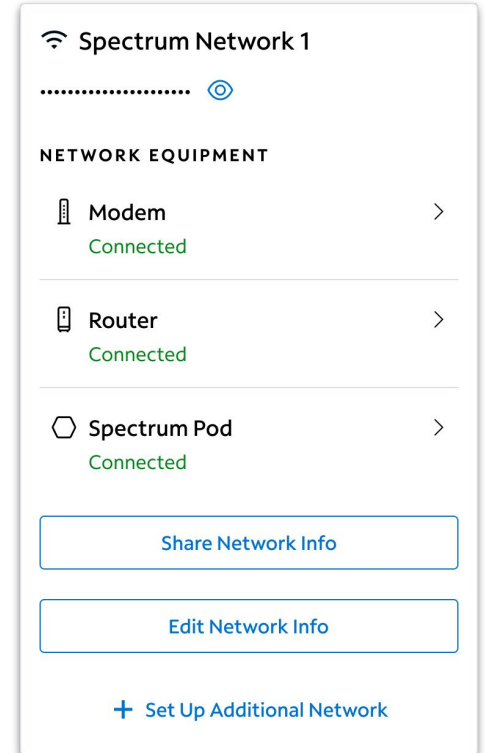 Spectrum Network 1
••••••••••••••••••••••
NETWORK EQUIPMENT
Modem
Connected
Router
Connected
Spectrum Pod
Connected
Share Network Info
Edit Network Info
+ Set Up Additional Network